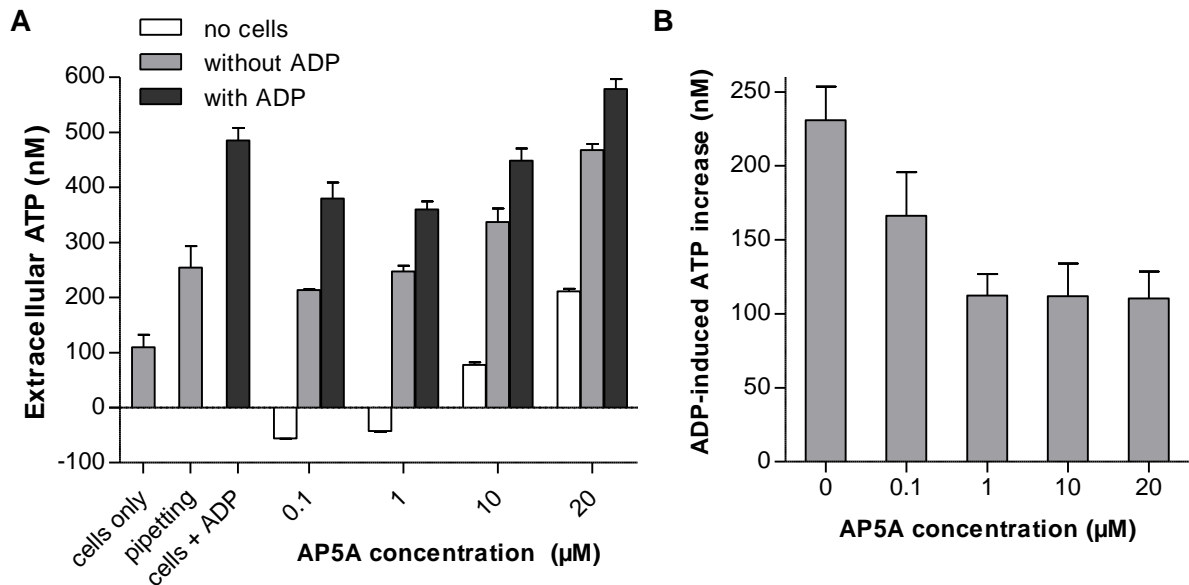 A
no cells
without ADP
with ADP
Extracellular ATP (nM)
600
500
400
300
200
100
0
-100
cells only
pipetting
cells + ADP
0.1
1
10
20
AP5A concentration (µM)
B
ADP-induced ATP increase (nM)
250
200
150
100
50
0
0 0.1 1 10 20
AP5A concentration (µM)